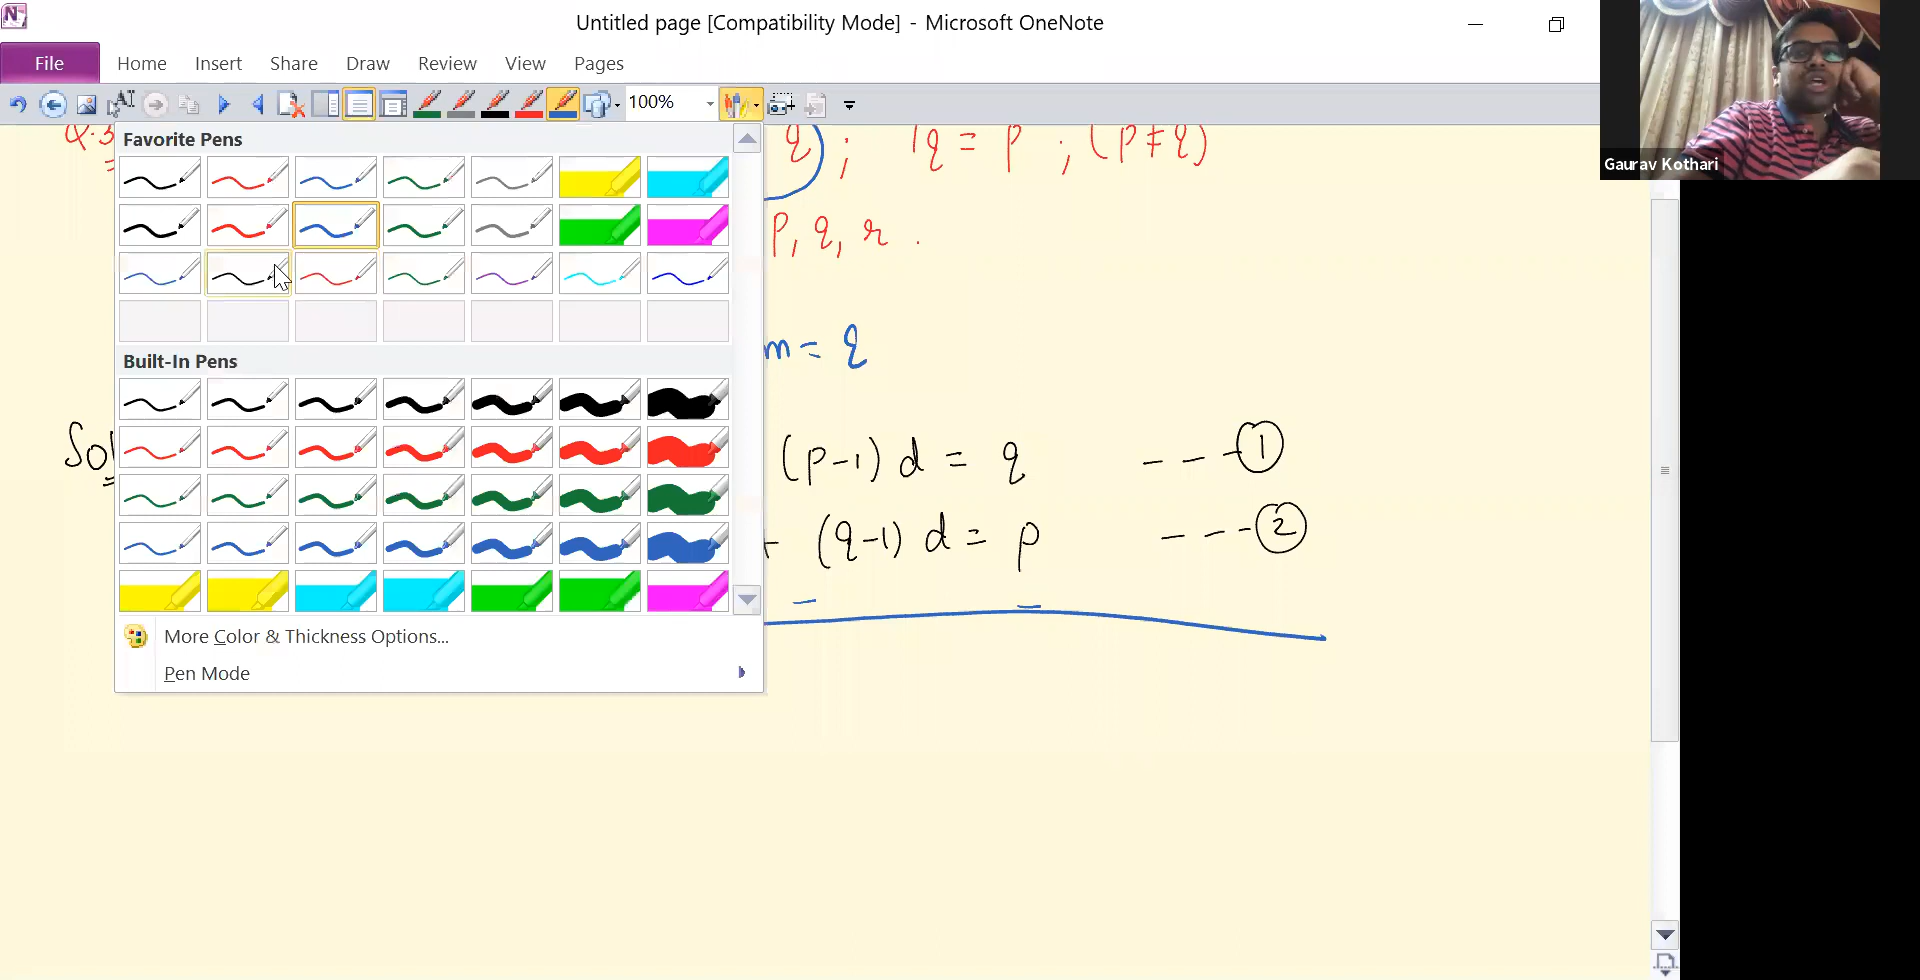 Untitled page [Compatibility Mode] - Microsoft OneNote
File Home Insert Share Draw Review View Pages
100%
Gaurav Kothari
Favorite Pens
Built-In Pens
More Color & Thickness Options...
Pen Mode
q) ; Tq = p ; (p ≠ q)
p, q, r .
m = q
Sol
(p-1) d = q --- 1
+ (q-1) d = p --- 2